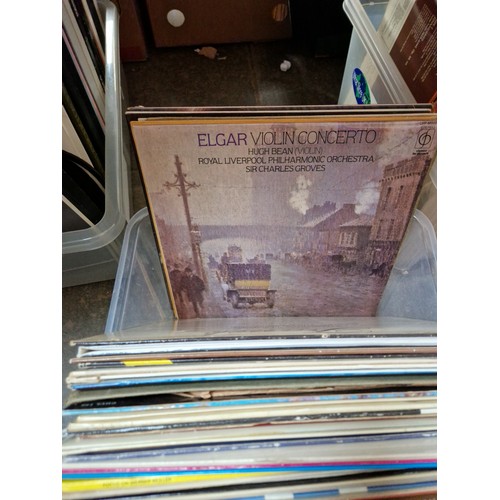 ELGAR VIOLIN CONCERTO
HUGH BEAN (VIOLIN)
ROYAL LIVERPOOL PHILHARMONIC ORCHESTRA
SIR CHARLES GROVES